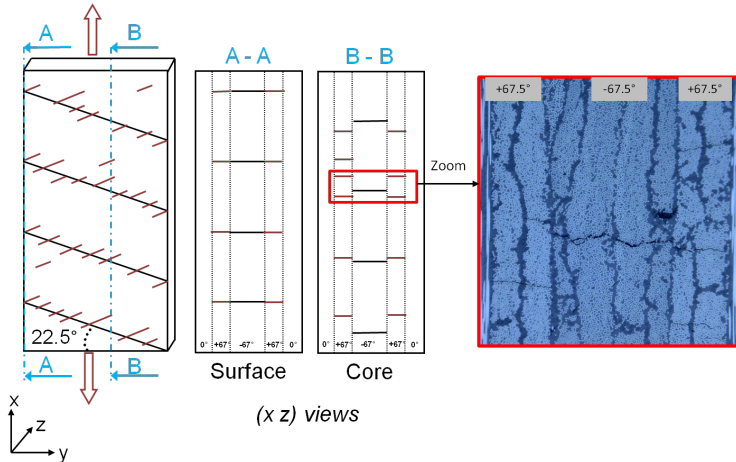 A B A - A B - B
+67.5° -67.5° +67.5°
Zoom
22.5°
0° +67° -67° +67° 0° 0° +67° -67° +67° 0°
A B Surface Core
x
z
y
(x z) views